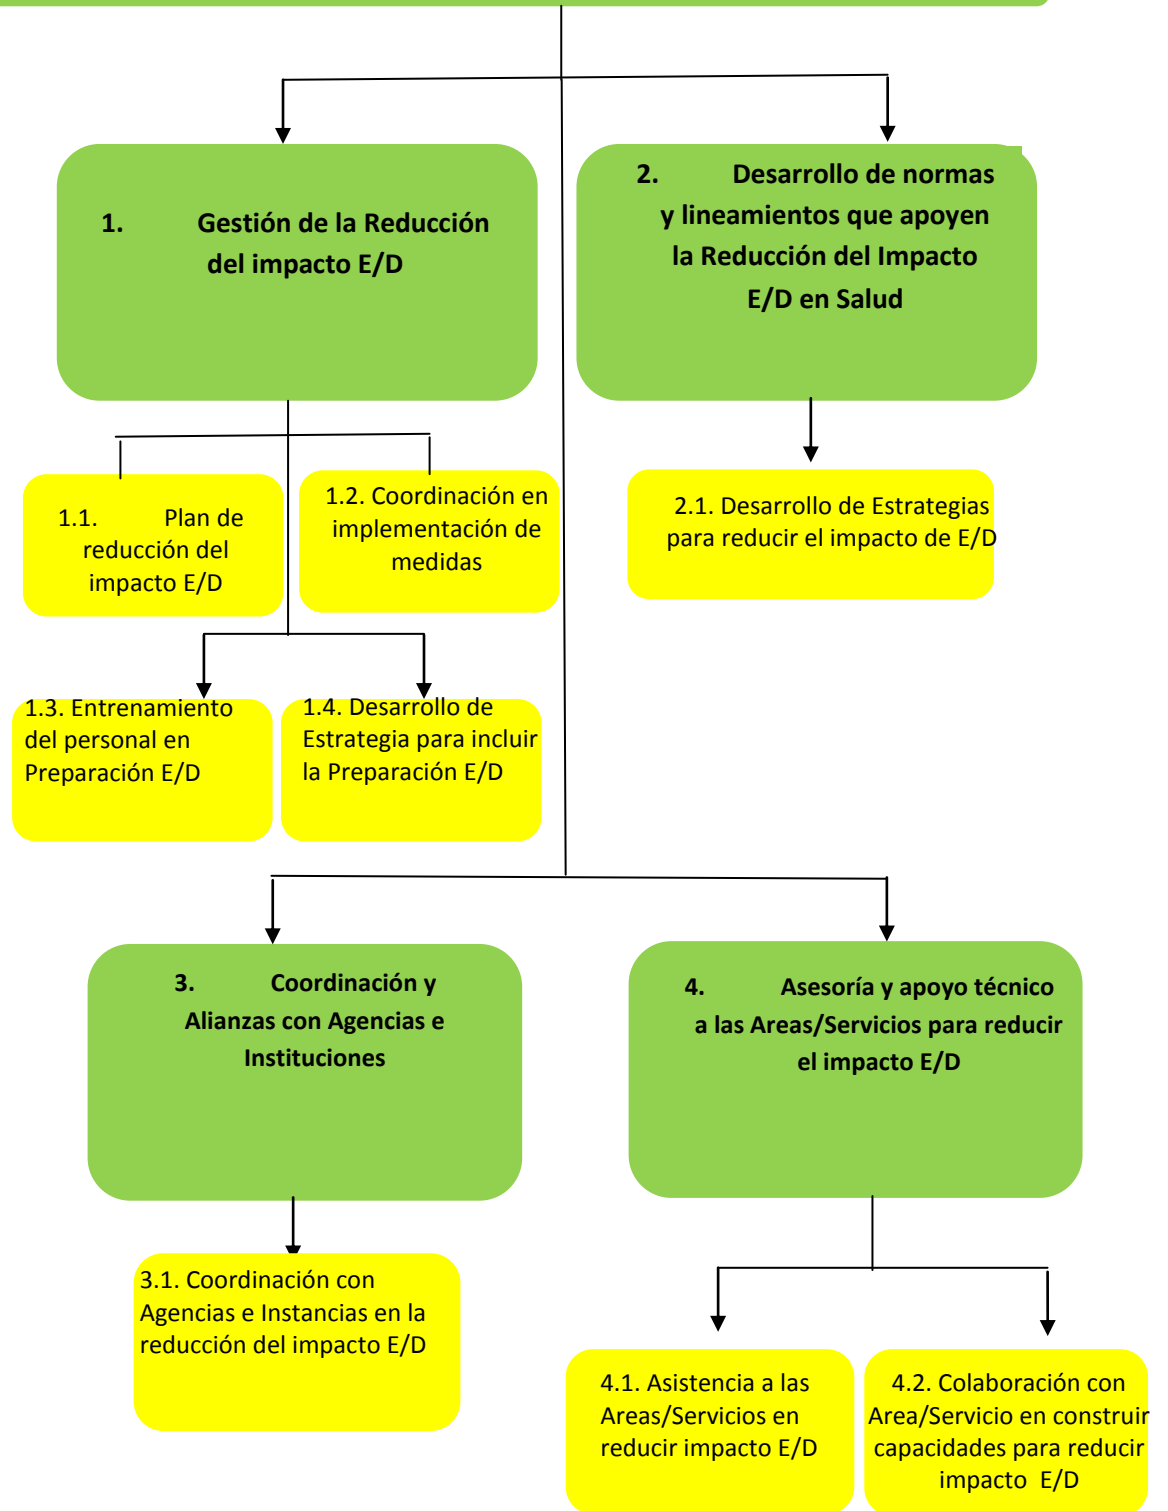 1. Gestión de la Reducción
del impacto E/D
2. Desarrollo de normas
y lineamientos que apoyen
la Reducción del Impacto
E/D en Salud
1.1. Plan de
reducción del
impacto E/D
1.2. Coordinación en
implementación de
medidas
2.1. Desarrollo de Estrategias
para reducir el impacto de E/D
1.3. Entrenamiento
del personal en
Preparación E/D
1.4. Desarrollo de
Estrategia para incluir
la Preparación E/D
3. Coordinación y
Alianzas con Agencias e
Instituciones
4. Asesoría y apoyo técnico
a las Areas/Servicios para reducir
el impacto E/D
3.1. Coordinación con
Agencias e Instancias en la
reducción del impacto E/D
4.1. Asistencia a las
Areas/Servicios en
reducir impacto E/D
4.2. Colaboración con
Area/Servicio en construir
capacidades para reducir
impacto E/D